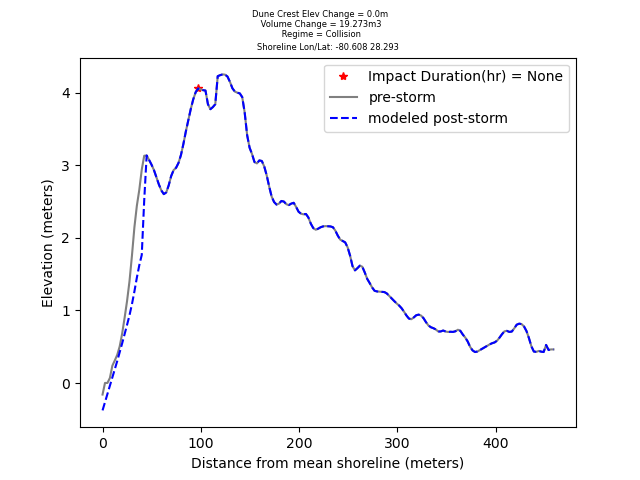 Dune Crest Elev Change = 0.0m
Volume Change = 19.273m3
Regime = Collision
Shoreline Lon/Lat: -80.608 28.293
Impact Duration(hr) = None
pre-storm
modeled post-storm
Elevation (meters)
4
3
2
1
0
0 100 200 300 400
Distance from mean shoreline (meters)